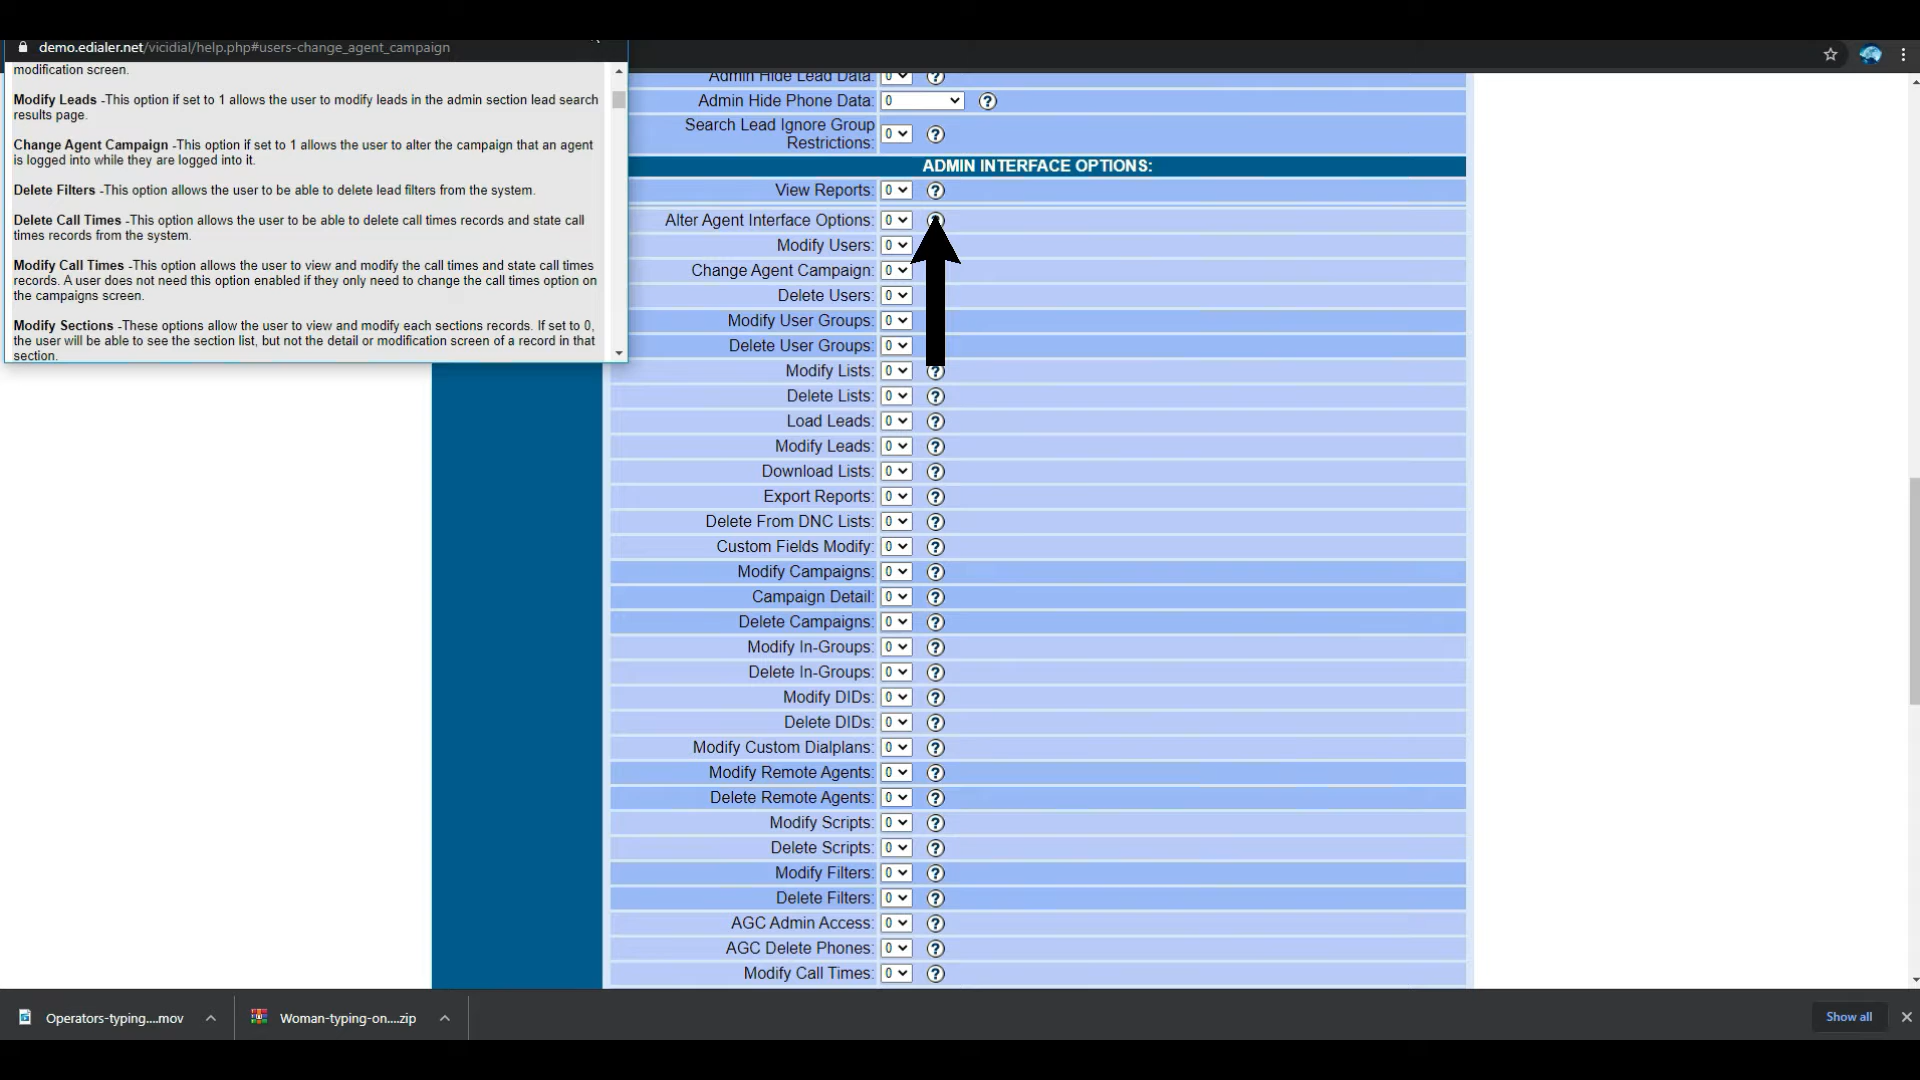 demo.edialer.net/vicidial/help.php#users-change_agent_campaign
modification screen.
Modify Leads -This option if set to 1 allows the user to modify leads in the admin section lead search
results page.
Change Agent Campaign -This option if set to 1 allows the user to alter the campaign that an agent
is logged into while they are logged into it.
Delete Filters -This option allows the user to be able to delete lead filters from the system.
Delete Call Times -This option allows the user to be able to delete call times records and state call
times records from the system.
Modify Call Times -This option allows the user to view and modify the call times and state call times
records. A user does not need this option enabled if they only need to change the call times option on
the campaigns screen.
Modify Sections -These options allow the user to view and modify each sections records. If set to 0,
the user will be able to see the section list, but not the detail or modification screen of a record in that
section.
Admin Hide Lead Data: 0 ?
Admin Hide Phone Data: 0 ?
Search Lead Ignore Group
Restrictions: 0 ?
ADMIN INTERFACE OPTIONS:
View Reports: 0 ?
Alter Agent Interface Options: 0
Modify Users: 0
Change Agent Campaign: 0
Delete Users: 0
Modify User Groups: 0
Delete User Groups: 0
Modify Lists: 0 ?
Delete Lists: 0 ?
Load Leads: 0 ?
Modify Leads: 0 ?
Download Lists: 0 ?
Export Reports: 0 ?
Delete From DNC Lists: 0 ?
Custom Fields Modify: 0 ?
Modify Campaigns: 0 ?
Campaign Detail: 0 ?
Delete Campaigns: 0 ?
Modify In-Groups: 0 ?
Delete In-Groups: 0 ?
Modify DIDs: 0 ?
Delete DIDs: 0 ?
Modify Custom Dialplans: 0 ?
Modify Remote Agents: 0 ?
Delete Remote Agents: 0 ?
Modify Scripts: 0 ?
Delete Scripts: 0 ?
Modify Filters: 0 ?
Delete Filters: 0 ?
AGC Admin Access: 0 ?
AGC Delete Phones: 0 ?
Modify Call Times: 0 ?
Operators-typing....mov
Woman-typing-on....zip
Show all